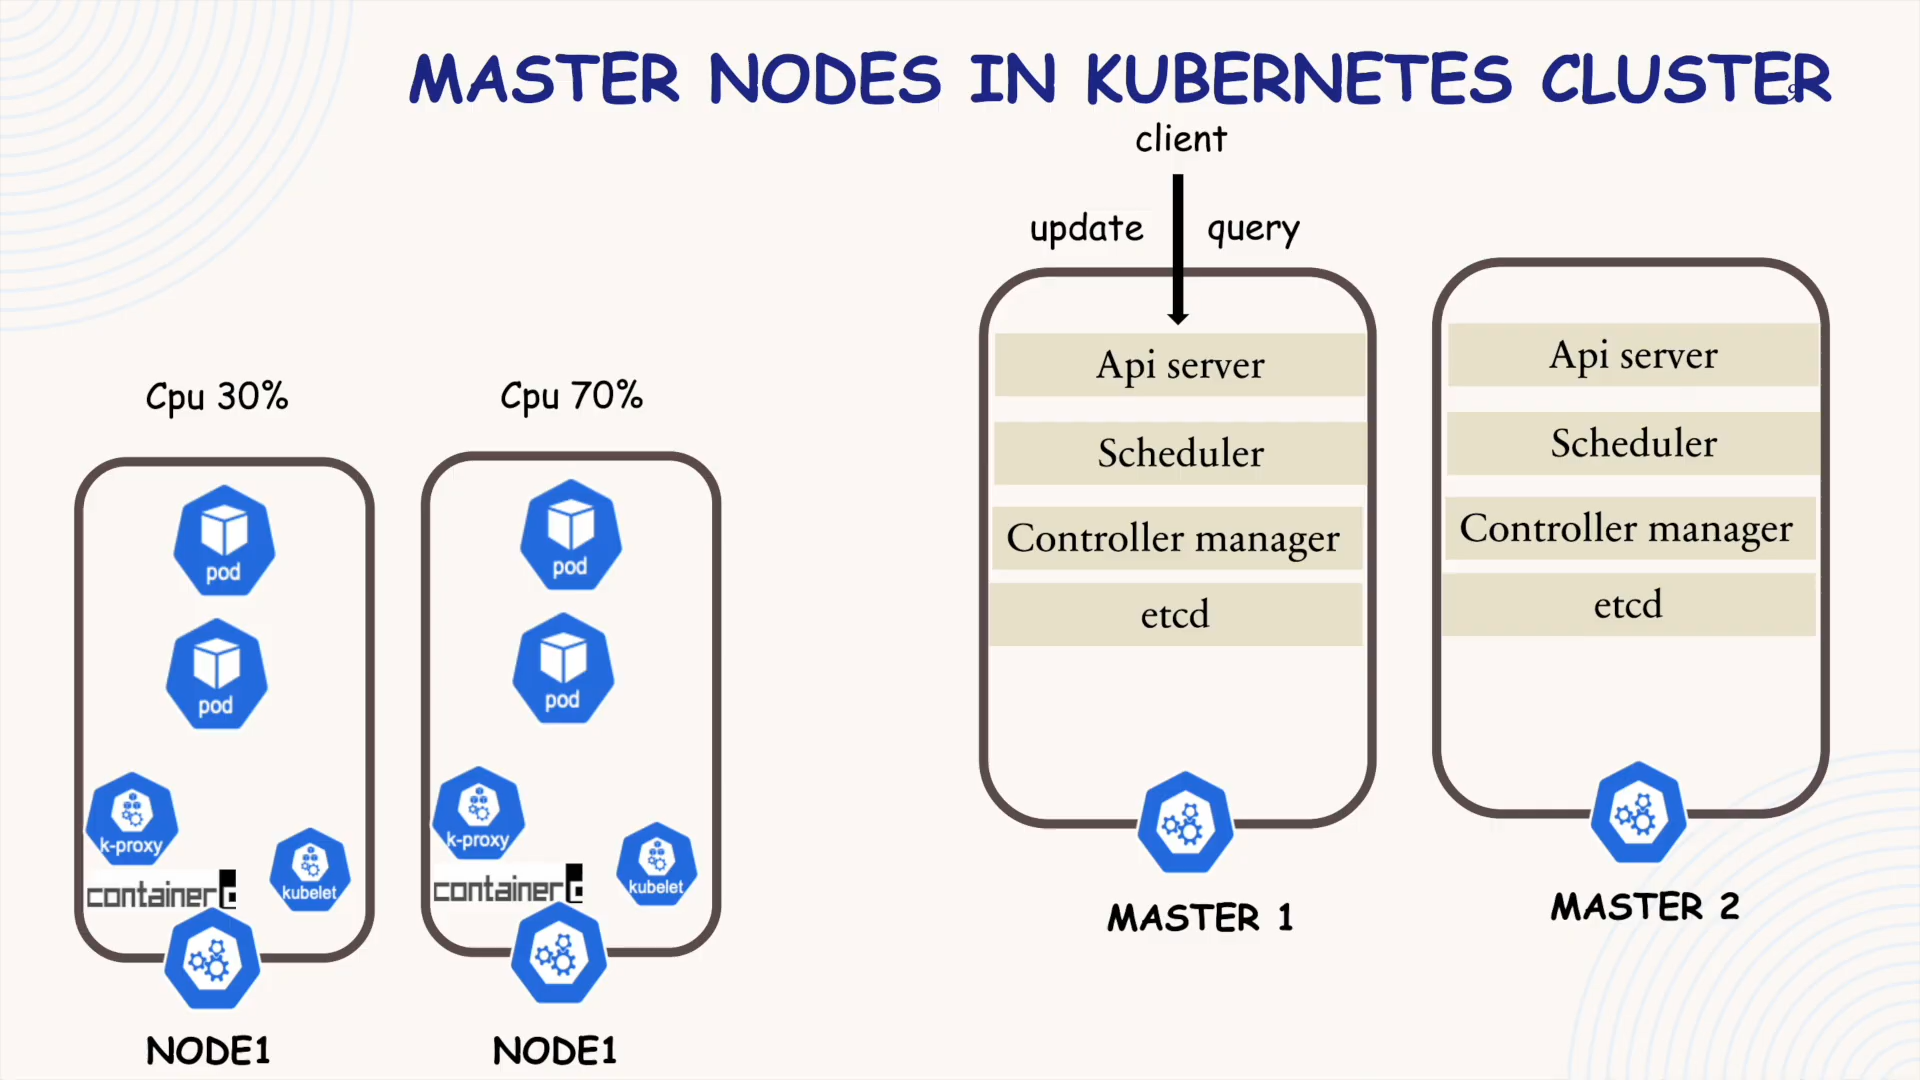 MASTER NODES IN KUBERNETES CLUSTER
client
update query
Api server
Scheduler
Controller manager
etcd
MASTER 1
Api server
Scheduler
Controller manager
etcd
MASTER 2
Cpu 30%
pod
pod
k-proxy
containerd
kubelet
NODE1
Cpu 70%
pod
pod
k-proxy
containerd
kubelet
NODE1